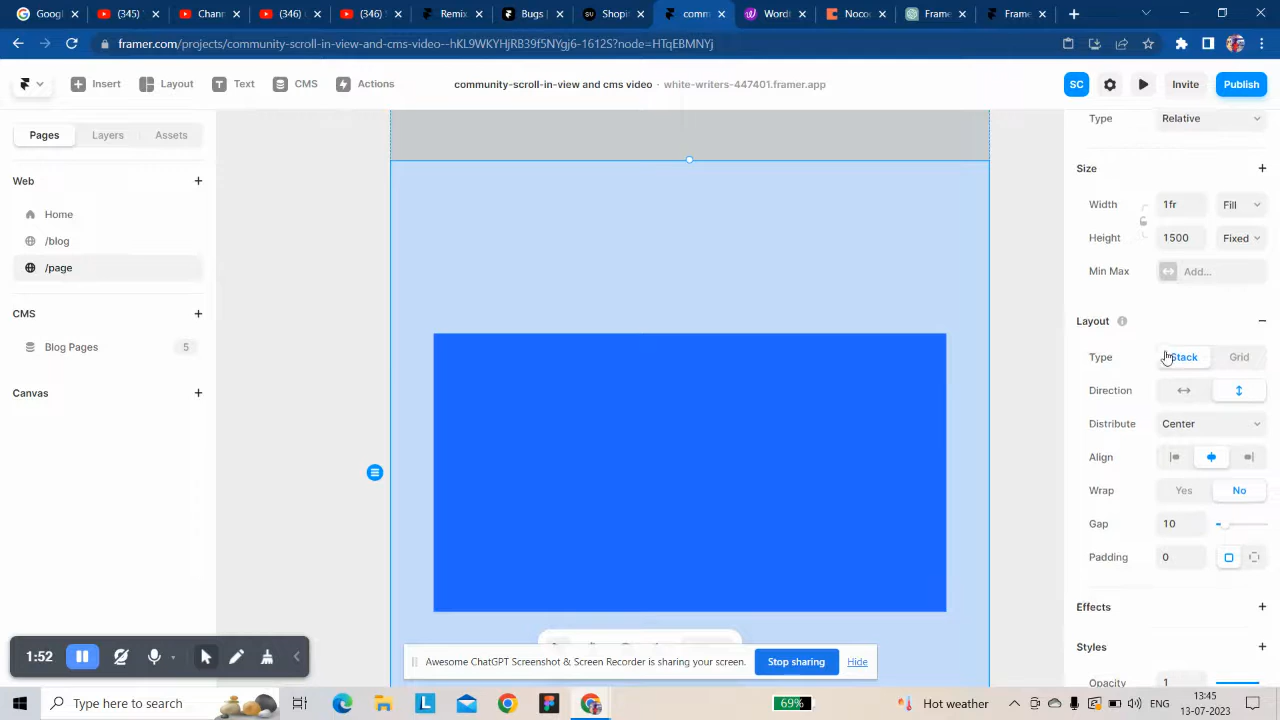 Googl
(345) '
Chann
(346) (
(346) '
Remix
Bugs |
Shopin
comm
Wordl
Nocoe
Frame
Frame
framer.com/projects/community-scroll-in-view-and-cms-video--hKL9WKYHjRB39f5NYgj6-1612S?node=HTqEBMNYj
Insert
Layout
Text
CMS
Actions
community-scroll-in-view and cms video · white-writers-447401.framer.app
SC
Invite
Publish
Pages
Layers
Assets
Web
Home
/blog
/page
CMS
Blog Pages 5
Canvas
Type Relative
Size
Width 1fr Fill
Height 1500 Fixed
Min Max Add...
Layout
Type Stack Grid
Direction
Distribute Center
Align
Wrap Yes No
Gap 10
Padding 0
Effects
Styles
Opacity 1
1:52
Awesome ChatGPT Screenshot & Screen Recorder is sharing your screen. Stop sharing Hide
Type here to search
69%
Hot weather
ENG
13:45
13-07-2023